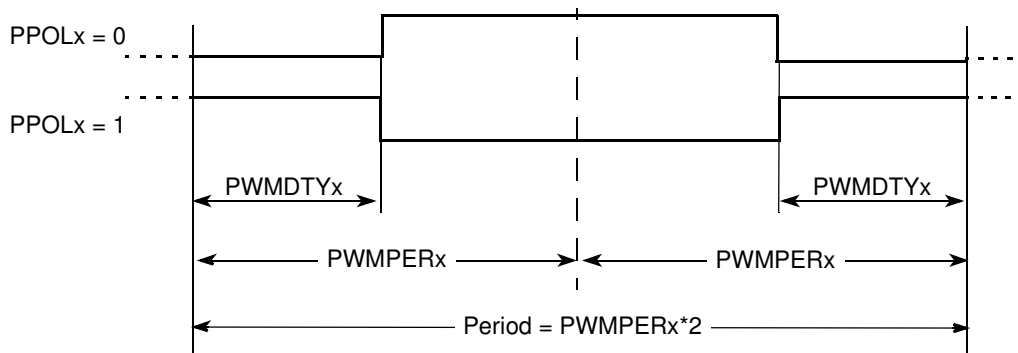 PPOLx = 0
PPOLx = 1
PWMDTYx
PWMDTYx
PWMPERx
PWMPERx
Period = PWMPERx*2